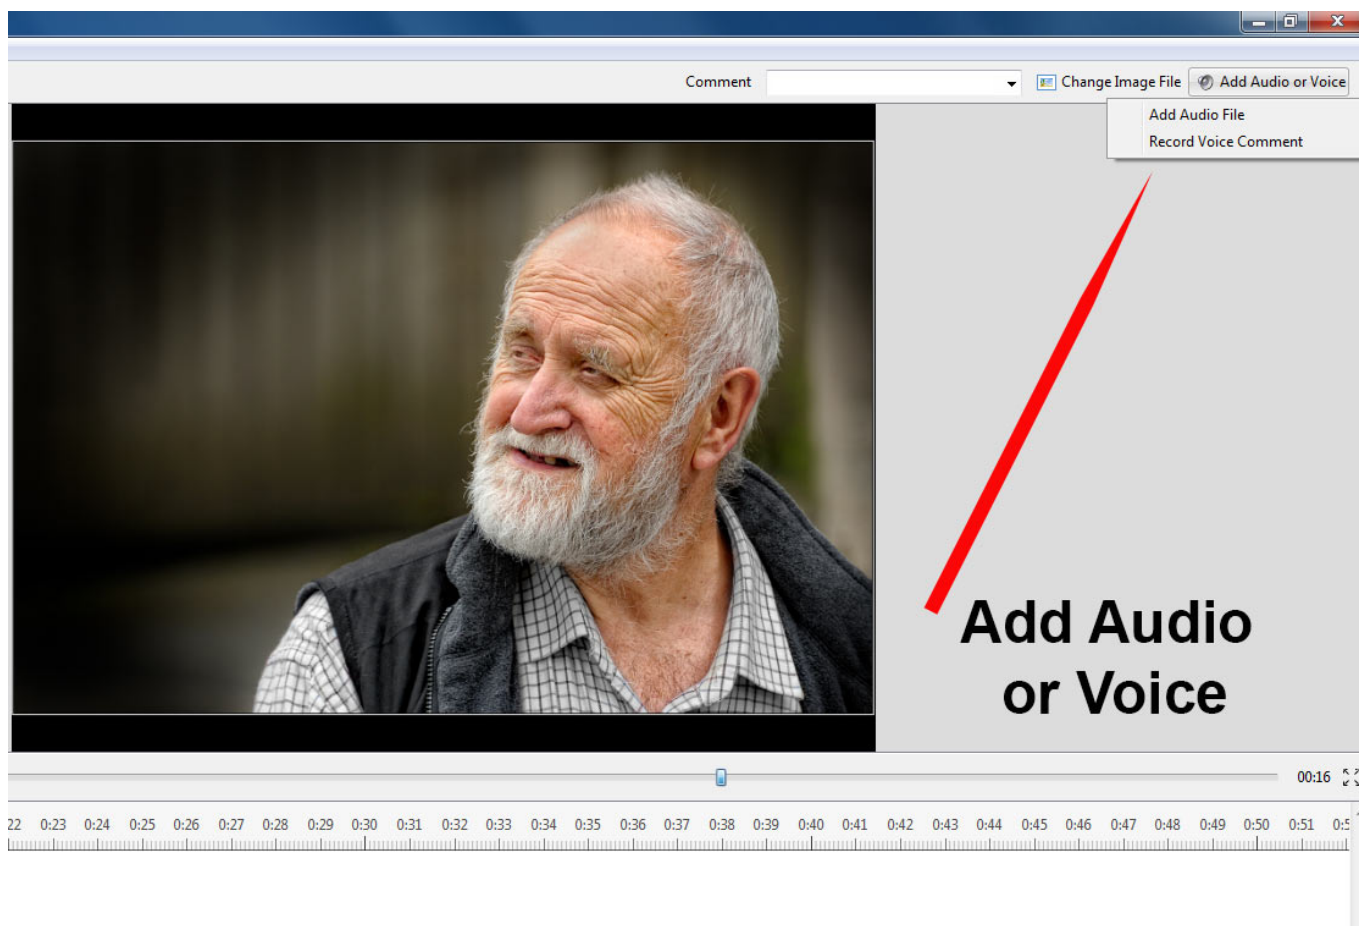 Comment Change Image File Add Audio or Voice
Add Audio File
Record Voice Comment
Add Audio
or Voice
00:16
22 0:23 0:24 0:25 0:26 0:27 0:28 0:29 0:30 0:31 0:32 0:33 0:34 0:35 0:36 0:37 0:38 0:39 0:40 0:41 0:42 0:43 0:44 0:45 0:46 0:47 0:48 0:49 0:50 0:51 0:5